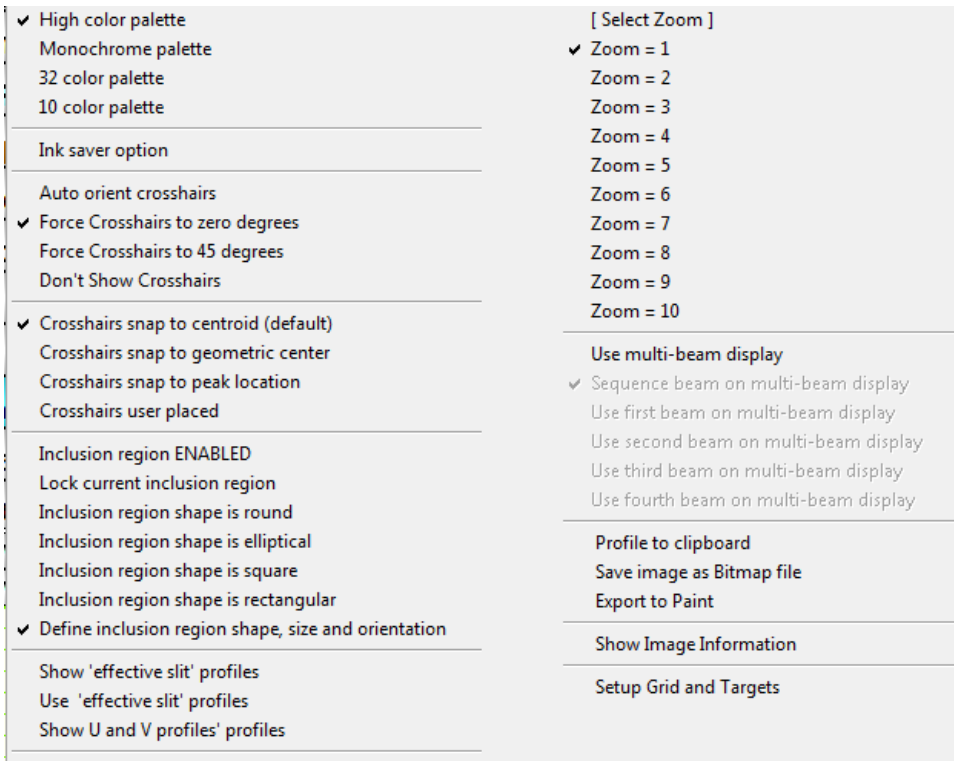 High color palette
Monochrome palette
32 color palette
10 color palette
Ink saver option
Auto orient crosshairs
Force Crosshairs to zero degrees
Force Crosshairs to 45 degrees
Don't Show Crosshairs
Crosshairs snap to centroid (default)
Crosshairs snap to geometric center
Crosshairs snap to peak location
Crosshairs user placed
Inclusion region ENABLED
Lock current inclusion region
Inclusion region shape is round
Inclusion region shape is elliptical
Inclusion region shape is square
Inclusion region shape is rectangular
Define inclusion region shape, size and orientation
Show 'effective slit' profiles
Use 'effective slit' profiles
Show U and V profiles' profiles
[ Select Zoom ]
Zoom = 1
Zoom = 2
Zoom = 3
Zoom = 4
Zoom = 5
Zoom = 6
Zoom = 7
Zoom = 8
Zoom = 9
Zoom = 10
Use multi-beam display
Sequence beam on multi-beam display
Use first beam on multi-beam display
Use second beam on multi-beam display
Use third beam on multi-beam display
Use fourth beam on multi-beam display
Profile to clipboard
Save image as Bitmap file
Export to Paint
Show Image Information
Setup Grid and Targets